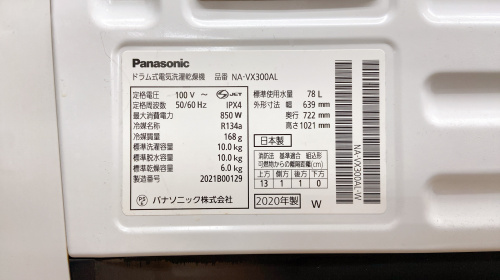 Panasonic
ドラム式電気洗濯乾燥機 品番 NA-VX300AL
定格電圧 100 V ～ S JET
定格周波数 50/60 Hz IPX4
最大消費電力 850 W
冷媒名称 R134a
冷媒質量 168 g
標準洗濯容量 10.0 kg
標準脱水容量 10.0 kg
標準乾燥容量 6.0 kg
製造番号 2021B00129
パナソニック株式会社
標準使用水量 78 L
外形寸法 幅 639 mm
奥行 722 mm
高さ 1021 mm
日本製
消防法 基準適合 組込形
可燃物からの離隔距離(cm)
上方 側方 前方 後方
13 1 1 0
2020年製 W
NA-VX300AL-W